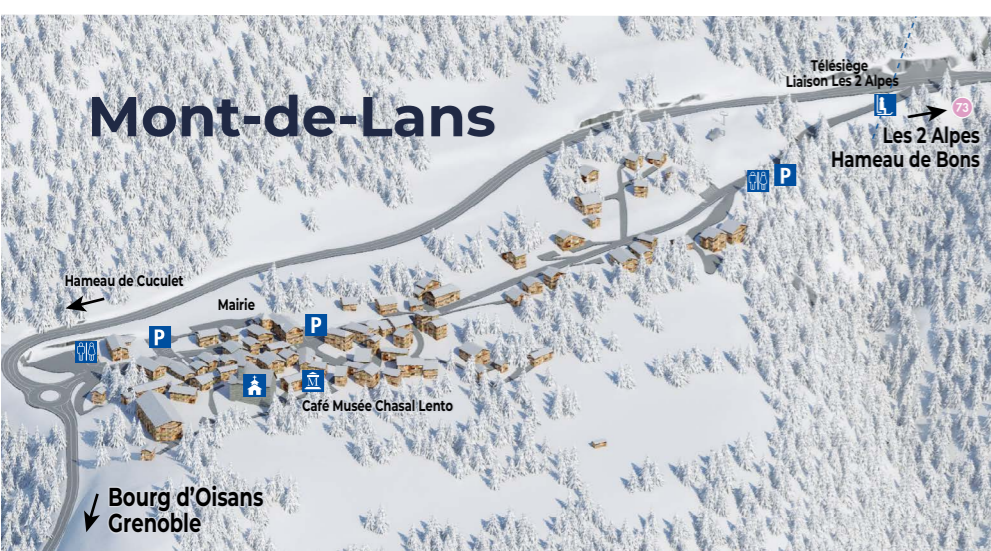 Mont-de-Lans
Télésiège
Liaison Les 2 Alpes
73
Les 2 Alpes
Hameau de Bons
P
Hameau de Cuculet
Mairie
P
P
Café Musée Chasal Lento
Bourg d’Oisans
Grenoble